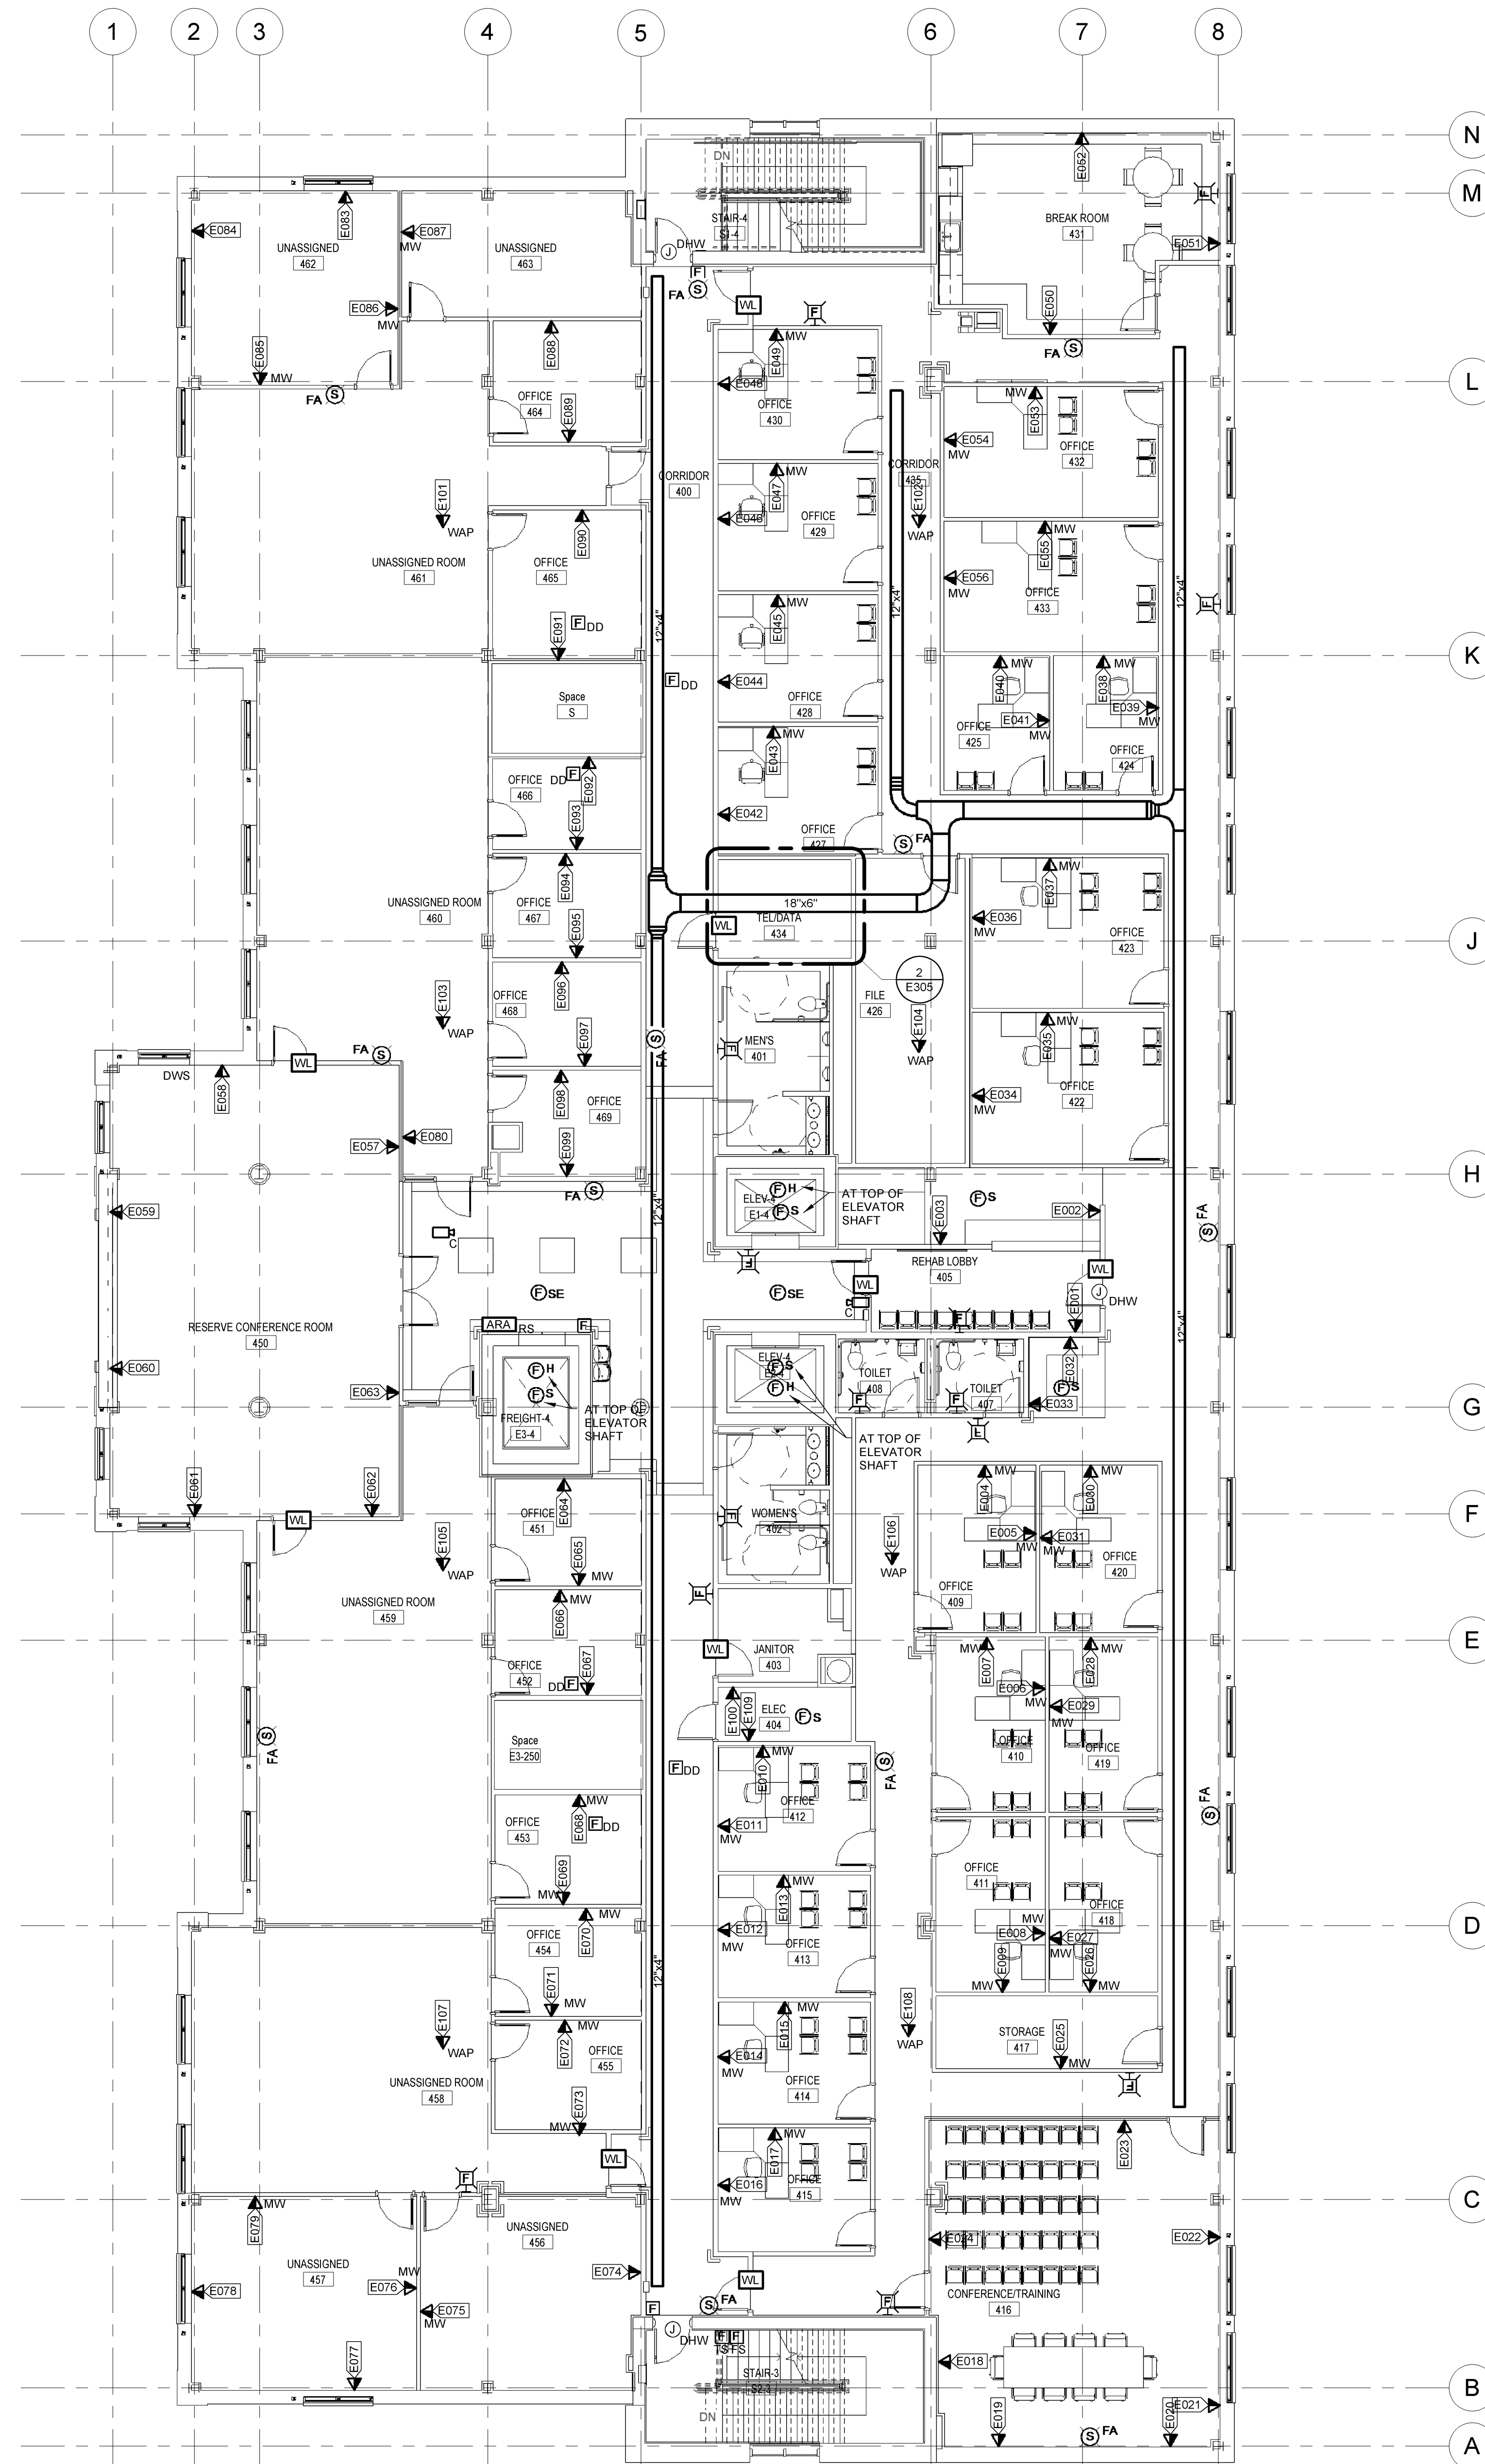 1
2
3
4
5
6
7
8
N
M
L
K
J
H
G
F
E
D
C
B
A
DN
STAIR-4
S1-4
J
DHW
F
FA
S
WL
F
E052
BREAK ROOM
431
F
E051
E050
FA
S
E084
E083
UNASSIGNED
462
E087
MW
UNASSIGNED
463
E086
MW
E085
MW
FA
S
E088
OFFICE
464
E089
E049
MW
E048
OFFICE
430
MW
E053
E054
MW
OFFICE
432
CORRIDOR
400
CORRIDOR
435
E102
WAP
E047
MW
E046
OFFICE
429
E101
WAP
UNASSIGNED ROOM
461
E090
OFFICE
465
E091
F
DD
E055
MW
E056
MW
OFFICE
433
12"x4"
12"x4"
12"x4"
F
E045
MW
E044
OFFICE
428
F
DD
Space
S
E040
MW
E041
MW
OFFICE
425
E038
MW
E039
MW
OFFICE
424
E043
MW
E042
OFFICE
427
S
FA
OFFICE
466
DD
F
E092
E093
UNASSIGNED ROOM
460
E094
OFFICE
467
E095
18"x6"
WL
TEL/DATA
434
E037
MW
E036
MW
OFFICE
423
2
E305
FILE
426
E104
WAP
E103
WAP
OFFICE
468
E096
E097
S
FA
F
MEN'S
401
E035
MW
E034
MW
OFFICE
422
FA
S
WL
DWS
E058
E057
E080
E098
OFFICE
469
E099
FA
S
12"x4"
E059
C
F
H
ELEV-4
E1-4
F
S
AT TOP OF
ELEVATOR
SHAFT
E003
F
S
E002
FA
S
REHAB LOBBY
405
WL
J
DHW
E001
WL
C
F
F
SE
F
SE
F
12"x4"
RESERVE CONFERENCE ROOM
450
E060
E063
ARA
RS
F
F
H
F
S
FREIGHT-4
E3-4
AT TOP OF
ELEVATOR
SHAFT
ELEV-4
F
S
F
H
AT TOP OF
ELEVATOR
SHAFT
TOILET
408
F
TOILET
407
F
E032
F
S
E033
F
E061
E062
WL
E105
WAP
UNASSIGNED ROOM
459
E064
OFFICE
451
E065
MW
F
WOMEN'S
402
E106
WAP
E004
MW
E005
MW
OFFICE
409
E030
MW
E031
MW
OFFICE
420
E066
MW
OFFICE
452
E067
DD
F
F
WL
JANITOR
403
E100
E109
ELEC
404
F
S
MW
E007
E006
MW
OFFICE
410
E028
MW
E029
MW
OFFICE
419
S
FA
Space
E3-250
F
DD
E010
MW
E011
MW
OFFICE
412
S
FA
FA
S
MW
E068
OFFICE
453
F
DD
E069
MW
E013
MW
E012
MW
OFFICE
413
OFFICE
411
MW
E008
E009
MW
OFFICE
418
E027
MW
E026
MW
MW
E070
OFFICE
454
E071
MW
12"x4"
E107
WAP
UNASSIGNED ROOM
458
E072
MW
OFFICE
455
E073
MW
E015
MW
E014
MW
OFFICE
414
E108
WAP
STORAGE
417
E025
MW
F
E017
MW
E016
MW
OFFICE
415
E023
WL
F
E079
MW
UNASSIGNED
457
E078
MW
E076
E075
MW
UNASSIGNED
456
E074
E077
E024
E022
CONFERENCE/TRAINING
416
WL
S
FA
F
F
J
DHW
F
F
TS
FS
STAIR-3
DN
E018
E019
E020
E021
S
FA